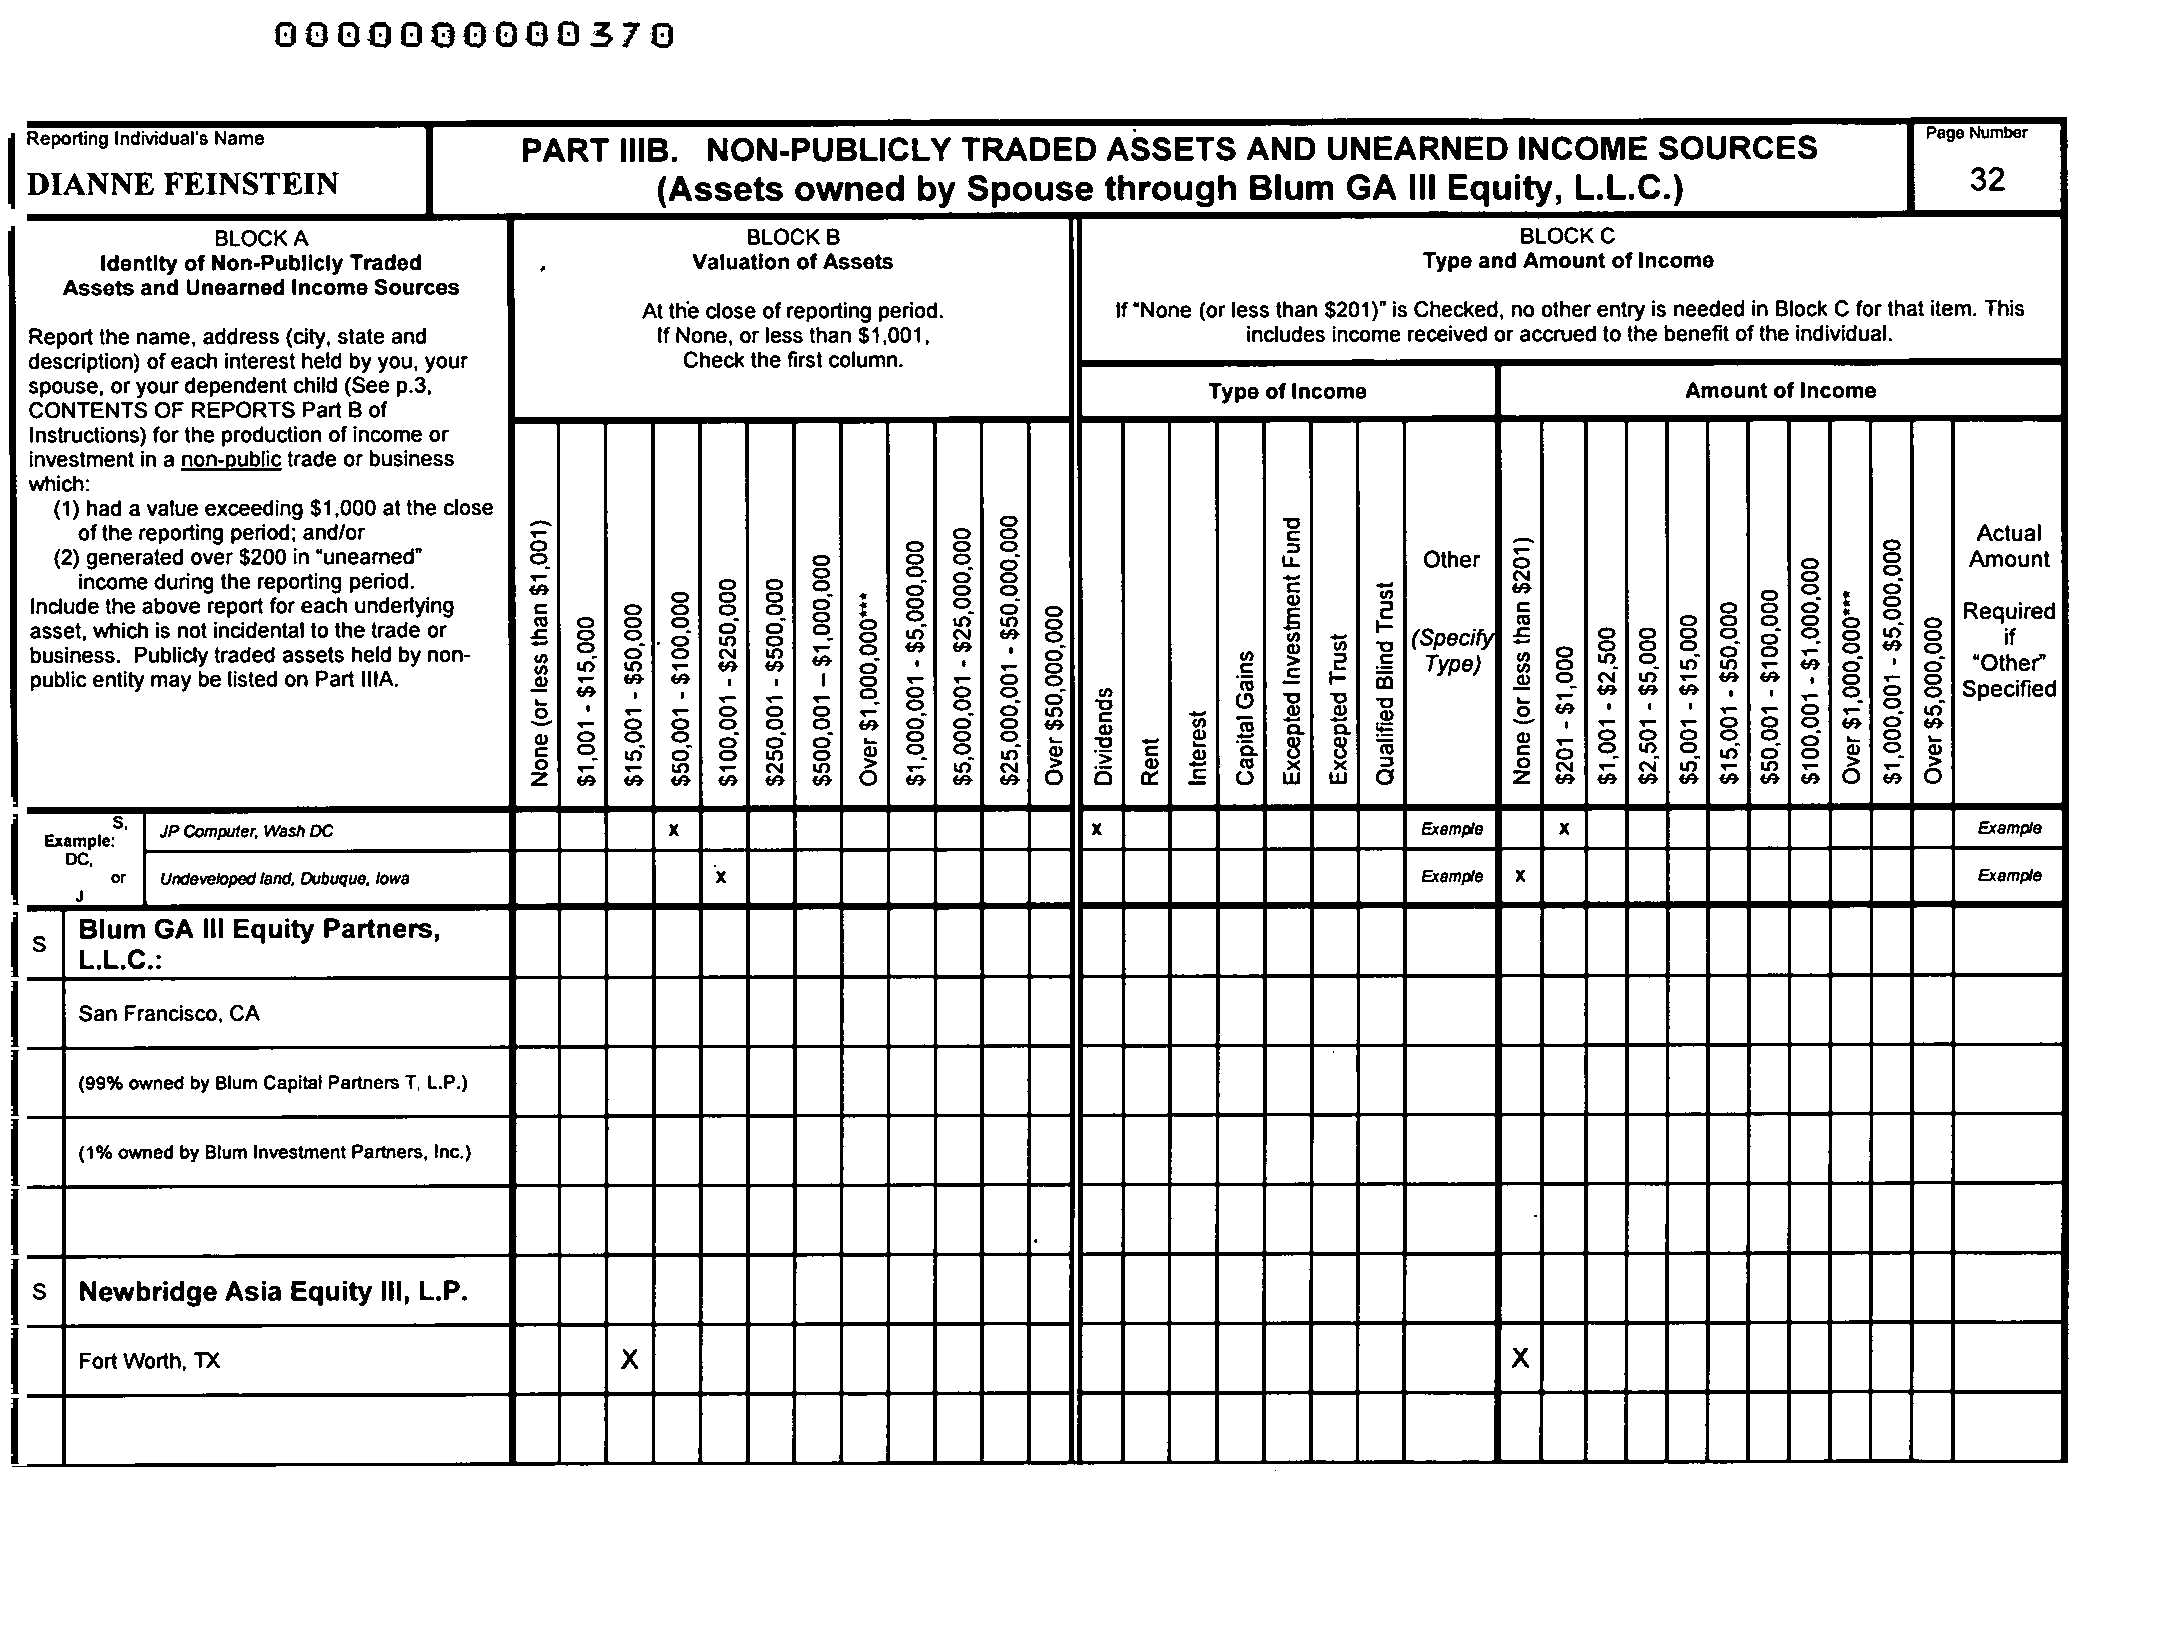 0000000000370
Reporting Individual's Name
DIANNE FEINSTEIN
PART IIIB. NON-PUBLICLY TRADED ASSETS AND UNEARNED INCOME SOURCES
(Assets owned by Spouse through Blum GA III Equity, L.L.C.)
Page Number
32
BLOCK A
Identity of Non-Publicly Traded
Assets and Unearned Income Sources
Report the name, address (city, state and
description) of each interest held by you, your
spouse, or your dependent child (See p.3,
CONTENTS OF REPORTS Part B of
Instructions) for the production of income or
investment in a non-public trade or business
which:
(1) had a value exceeding $1,000 at the close
of the reporting period; and/or
(2) generated over $200 in "unearned"
income during the reporting period.
Include the above report for each underlying
asset, which is not incidental to the trade or
business. Publicly traded assets held by non-
public entity may be listed on Part IIIA.
BLOCK B
Valuation of Assets
At the close of reporting period.
If None, or less than $1,001,
Check the first column.
None (or less than $1,001)
$1,001 - $15,000
$15,001 - $50,000
$50,001 - $100,000
$100,001 - $250,000
$250,001 - $500,000
$500,001 – $1,000,000
Over $1,000,000***
$1,000,001 - $5,000,000
$5,000,001 - $25,000,000
$25,000,001 - $50,000,000
Over $50,000,000
BLOCK C
Type and Amount of Income
If "None (or less than $201)" is Checked, no other entry is needed in Block C for that item. This
includes income received or accrued to the benefit of the individual.
Type of Income
Dividends
Rent
Interest
Capital Gains
Excepted Investment Fund
Excepted Trust
Qualified Blind Trust
Other
(Specify
Type)
Amount of Income
None (or less than $201)
$201 - $1,000
$1,001 - $2,500
$2,501 - $5,000
$5,001 - $15,000
$15,001 - $50,000
$50,001 - $100,000
$100,001 - $1,000,000
Over $1,000,000***
$1,000,001 - $5,000,000
Over $5,000,000
Actual
Amount
Required
if
"Other"
Specified
S,
Example:
DC,
or
J
JP Computer, Wash DC x x Example x Example
Undeveloped land, Dubuque, Iowa x Example x Example
S Blum GA III Equity Partners,
L.L.C.:
San Francisco, CA
(99% owned by Blum Capital Partners T, L.P.)
(1% owned by Blum Investment Partners, Inc.)
S Newbridge Asia Equity III, L.P.
Fort Worth, TX X X